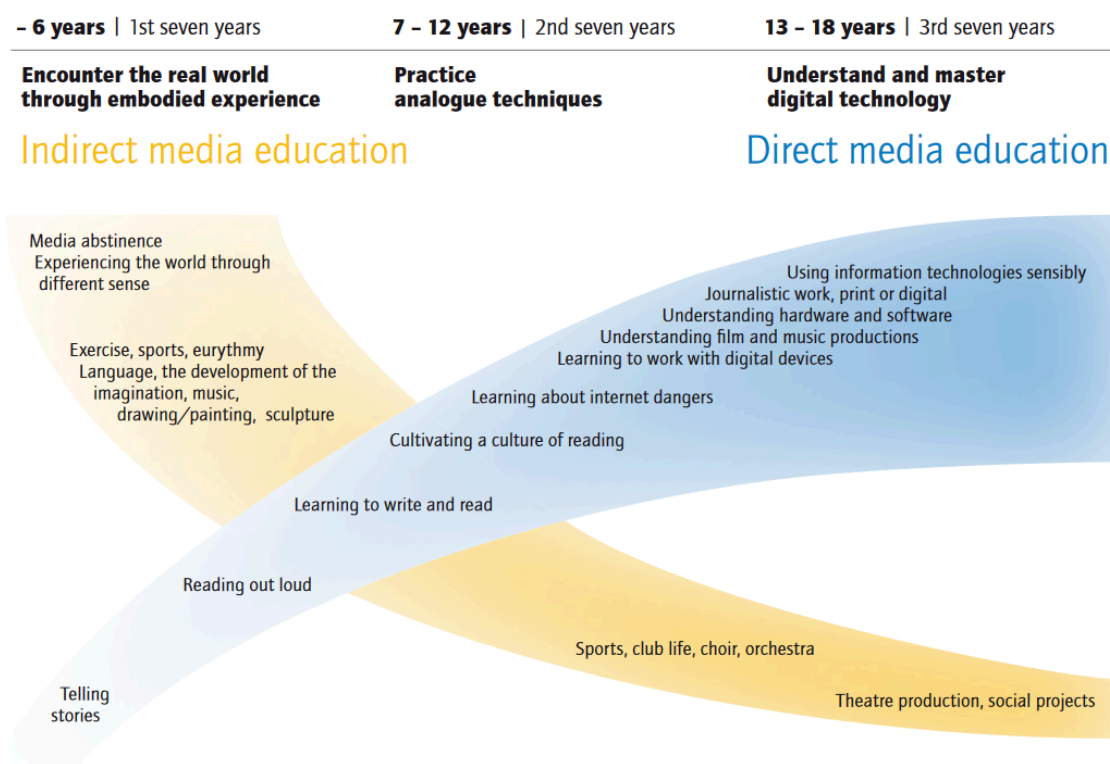 – 6 years | 1st seven years
7 – 12 years | 2nd seven years
13 – 18 years | 3rd seven years
Encounter the real world
through embodied experience
Practice
analogue techniques
Understand and master
digital technology
Indirect media education
Direct media education
Media abstinence
Experiencing the world through
different sense
Exercise, sports, eurythmy
Language, the development of the
imagination, music,
drawing/painting, sculpture
Using information technologies sensibly
Journalistic work, print or digital
Understanding hardware and software
Understanding film and music productions
Learning to work with digital devices
Learning about internet dangers
Cultivating a culture of reading
Learning to write and read
Reading out loud
Telling
stories
Sports, club life, choir, orchestra
Theatre production, social projects